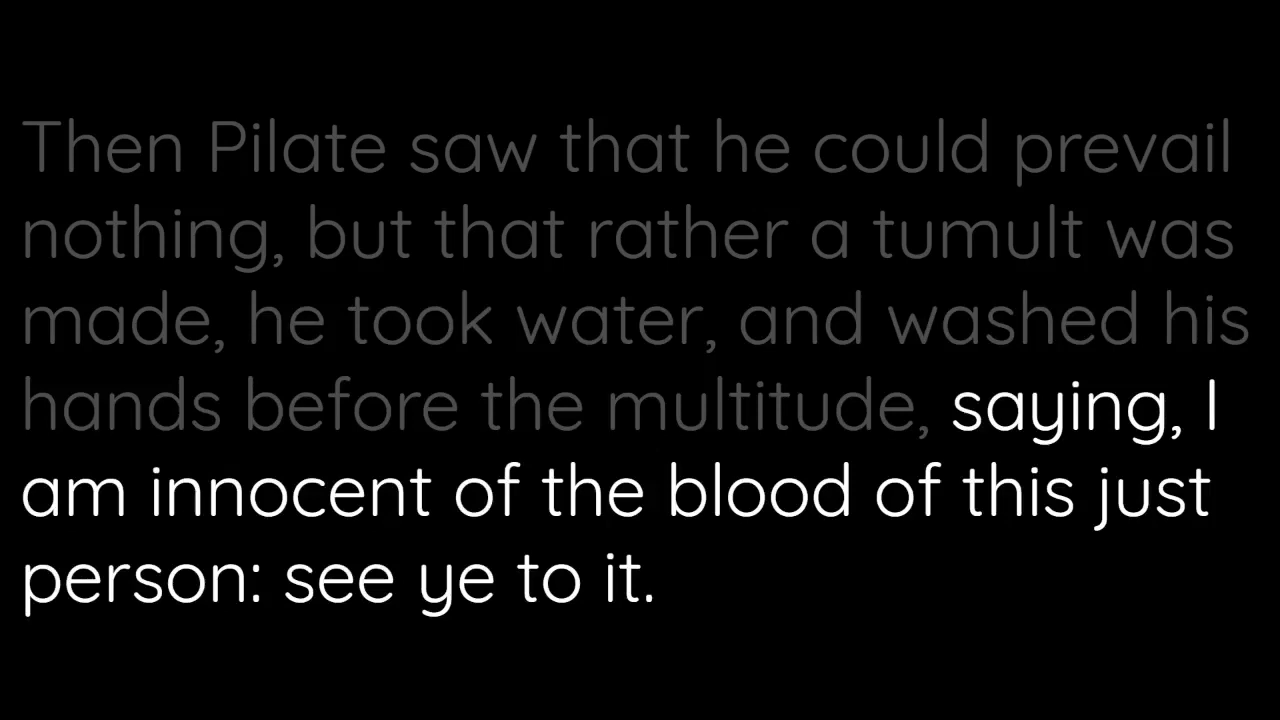 Then Pilate saw that he could prevail
nothing, but that rather a tumult was
made, he took water, and washed his
hands before the multitude, saying, I
am innocent of the blood of this just
person: see ye to it.